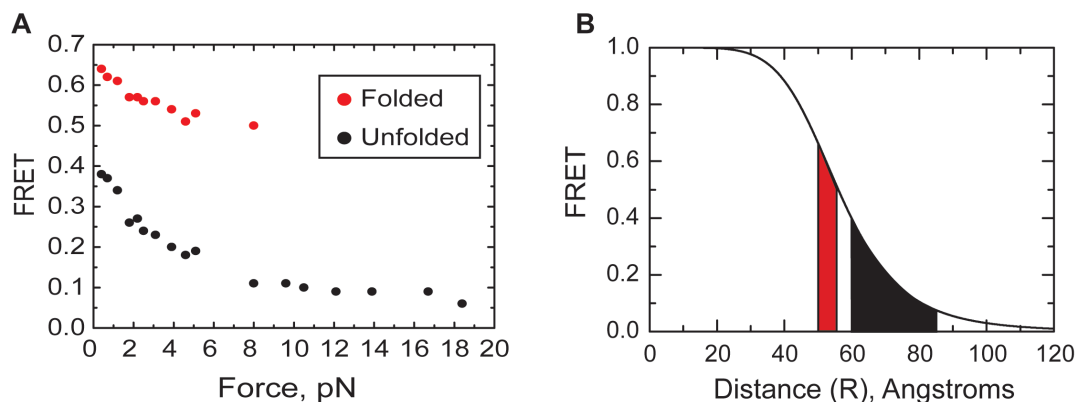 A
0.7
0.6
0.5
0.4
0.3
0.2
0.1
0.0
FRET
Folded
Unfolded
0 2 4 6 8 10 12 14 16 18 20
Force, pN
B
1.0
0.8
0.6
0.4
0.2
0.0
FRET
0 20 40 60 80 100 120
Distance (R), Angstroms